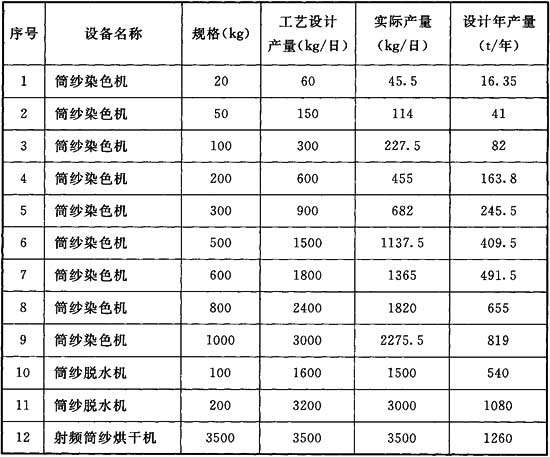 序号 设备名称 规格(kg) 工艺设计产量(kg/日) 实际产量(kg/日) 设计年产量(t/年)
1 筒纱染色机 20 60 45.5 16.35
2 筒纱染色机 50 150 114 41
3 筒纱染色机 100 300 227.5 82
4 筒纱染色机 200 600 455 163.8
5 筒纱染色机 300 900 682 245.5
6 筒纱染色机 500 1500 1137.5 409.5
7 筒纱染色机 600 1800 1365 491.5
8 筒纱染色机 800 2400 1820 655
9 筒纱染色机 1000 3000 2275.5 819
10 筒纱脱水机 100 1600 1500 540
11 筒纱脱水机 200 3200 3000 1080
12 射频筒纱烘干机 3500 3500 3500 1260